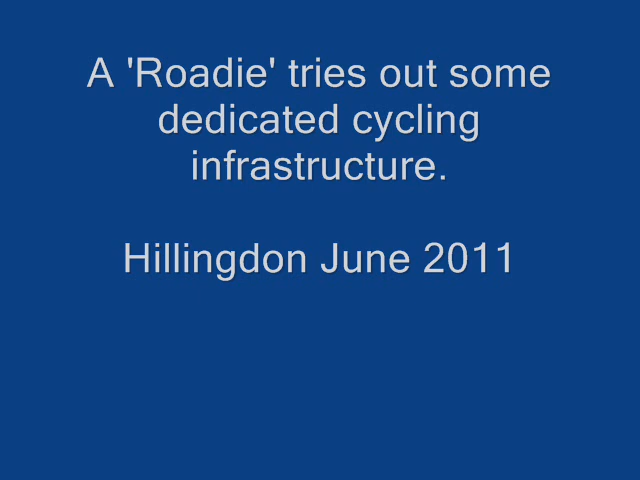 A 'Roadie' tries out some
dedicated cycling
infrastructure.
Hillingdon June 2011